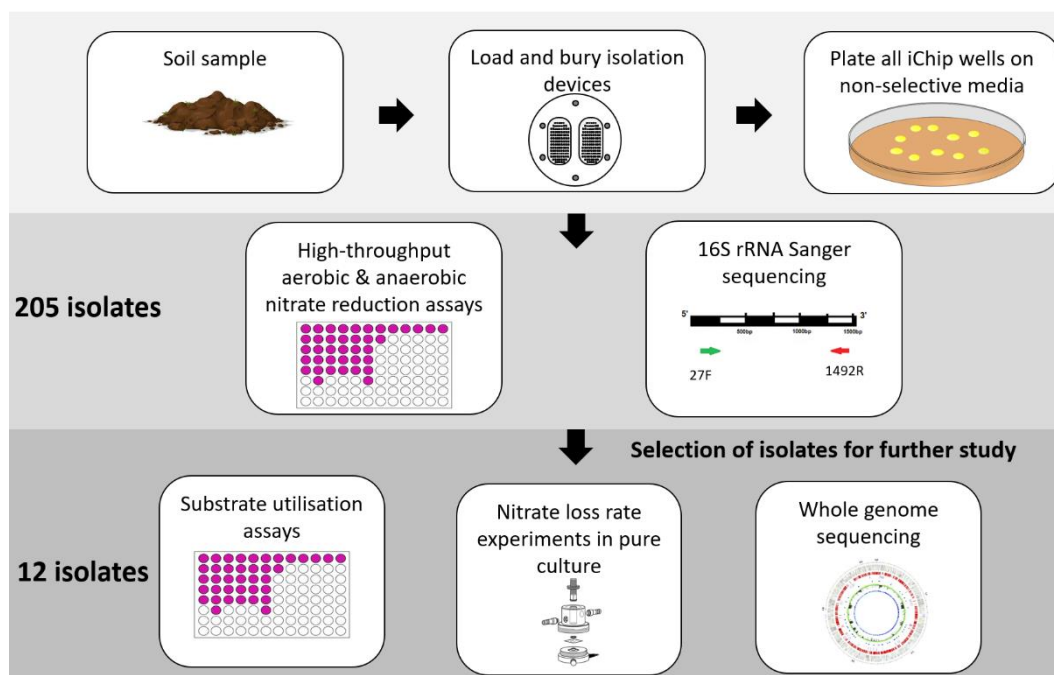 Soil sample
Load and bury isolation
devices
Plate all iChip wells on
non-selective media
205 isolates
High-throughput
aerobic & anaerobic
nitrate reduction assays
16S rRNA Sanger
sequencing
5'
3'
500bp
1000bp
1500bp
27F
1492R
Selection of isolates for further study
12 isolates
Substrate utilisation
assays
Nitrate loss rate
experiments in pure
culture
Whole genome
sequencing